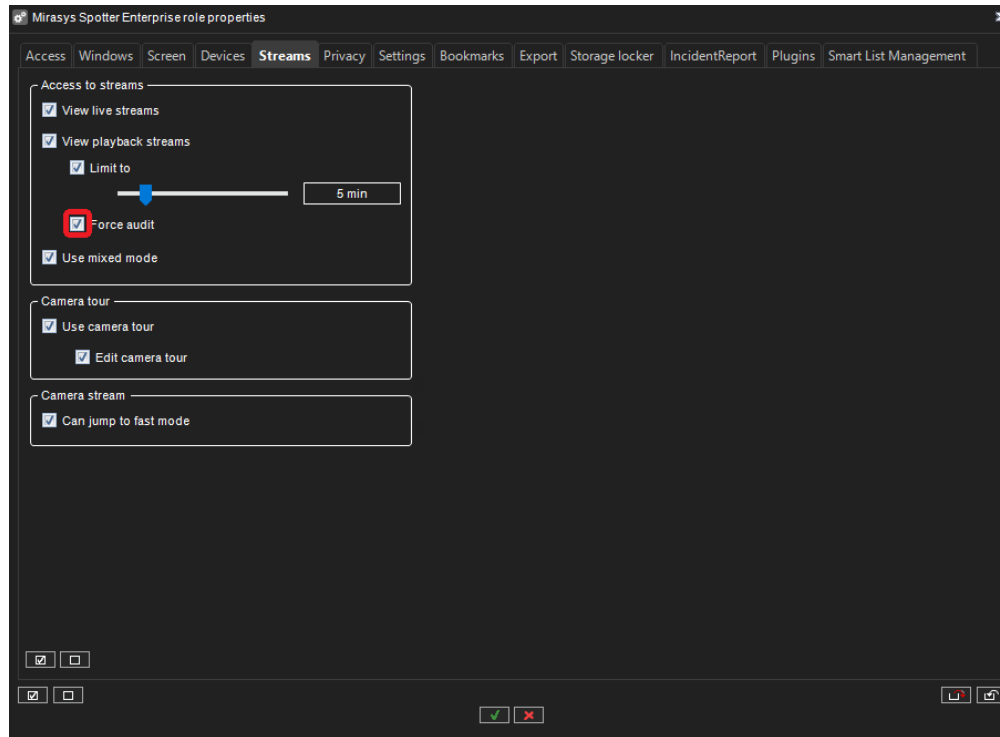 Mirasys Spotter Enterprise role properties
Access Windows Screen Devices Streams Privacy Settings Bookmarks Export Storage locker IncidentReport Plugins Smart List Management
Access to streams
View live streams
View playback streams
Limit to
5 min
Force audit
Use mixed mode
Camera tour
Use camera tour
Edit camera tour
Camera stream
Can jump to fast mode